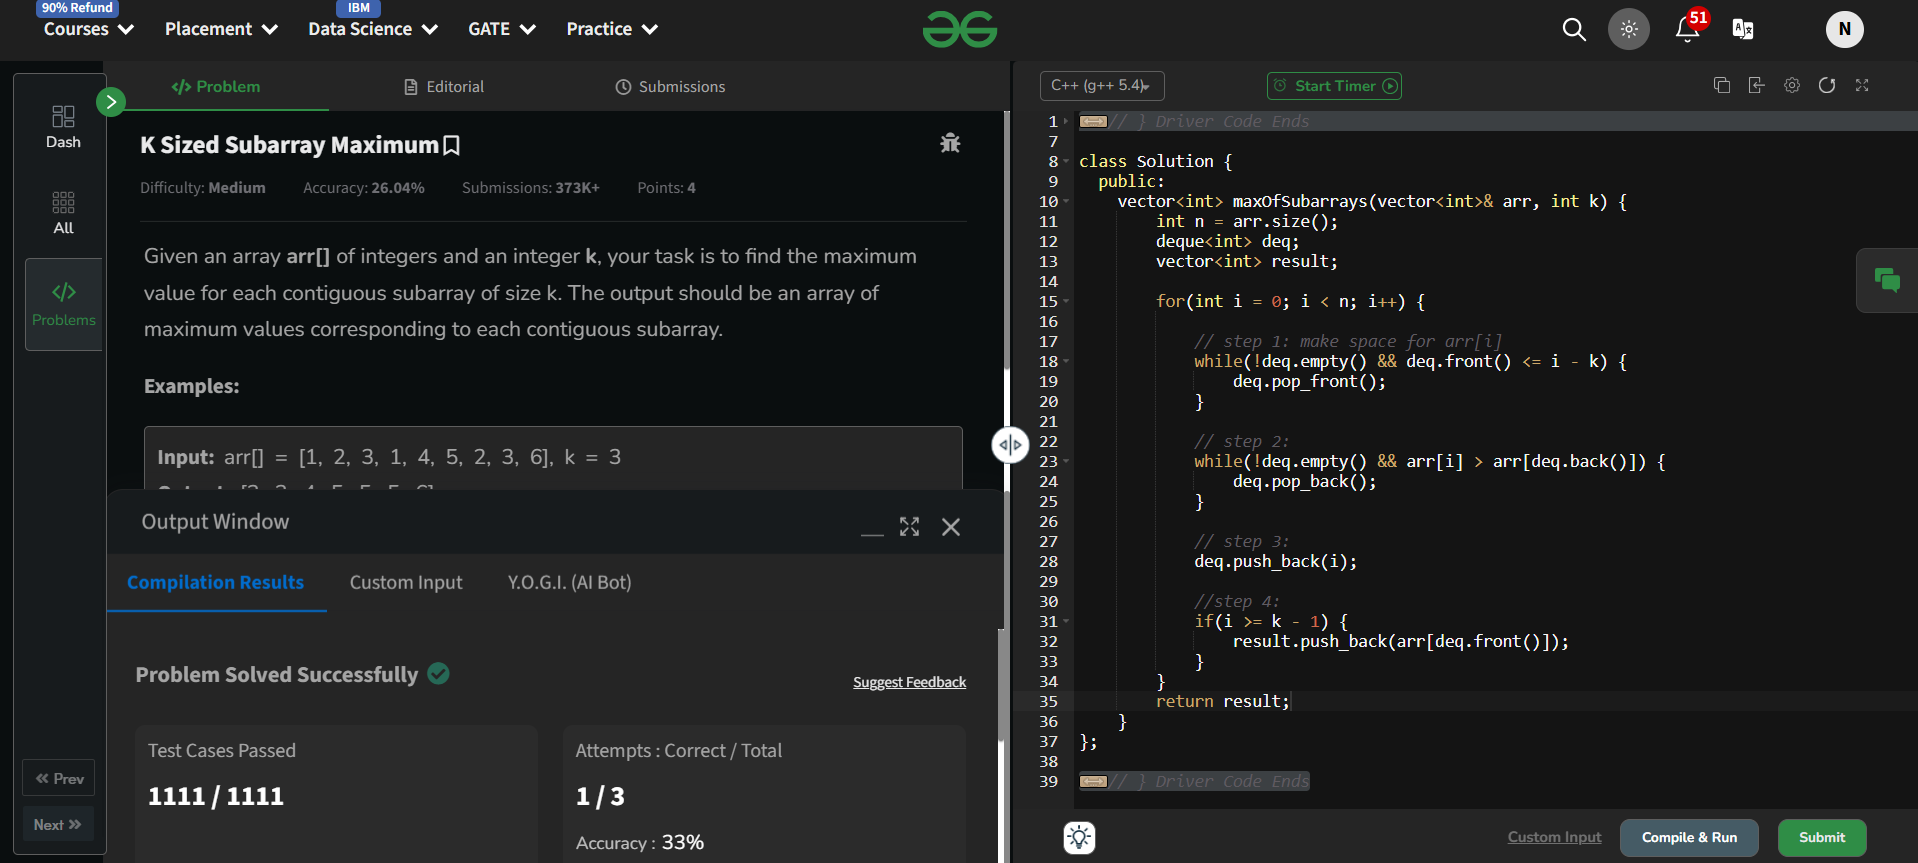 90% Refund
IBM
Courses
Placement
Data Science
GATE
Practice
51
N
Dash
All
Problems
Prev
Next
Problem
Editorial
Submissions
K Sized Subarray Maximum
Difficulty: Medium
Accuracy: 26.04%
Submissions: 373K+
Points: 4
Given an array arr[] of integers and an integer k, your task is to find the maximum
value for each contiguous subarray of size k. The output should be an array of
maximum values corresponding to each contiguous subarray.
Examples:
Input: arr[] = [1, 2, 3, 1, 4, 5, 2, 3, 6], k = 3
Output Window
Compilation Results
Custom Input
Y.O.G.I. (AI Bot)
Problem Solved Successfully
Suggest Feedback
Test Cases Passed
1111 / 1111
Attempts : Correct / Total
1 / 3
Accuracy : 33%
C++ (g++ 5.4)
Start Timer
1 // } Driver Code Ends
7
8 class Solution {
9 public:
10 vector<int> maxOfSubarrays(vector<int>& arr, int k) {
11 int n = arr.size();
12 deque<int> deq;
13 vector<int> result;
14
15 for(int i = 0; i < n; i++) {
16
17 // step 1: make space for arr[i]
18 while(!deq.empty() && deq.front() <= i - k) {
19 deq.pop_front();
20 }
21
22 // step 2:
23 while(!deq.empty() && arr[i] > arr[deq.back()]) {
24 deq.pop_back();
25 }
26
27 // step 3:
28 deq.push_back(i);
29
30 //step 4:
31 if(i >= k - 1) {
32 result.push_back(arr[deq.front()]);
33 }
34 }
35 return result;
36 }
37 };
38
39 // } Driver Code Ends
Custom Input
Compile & Run
Submit